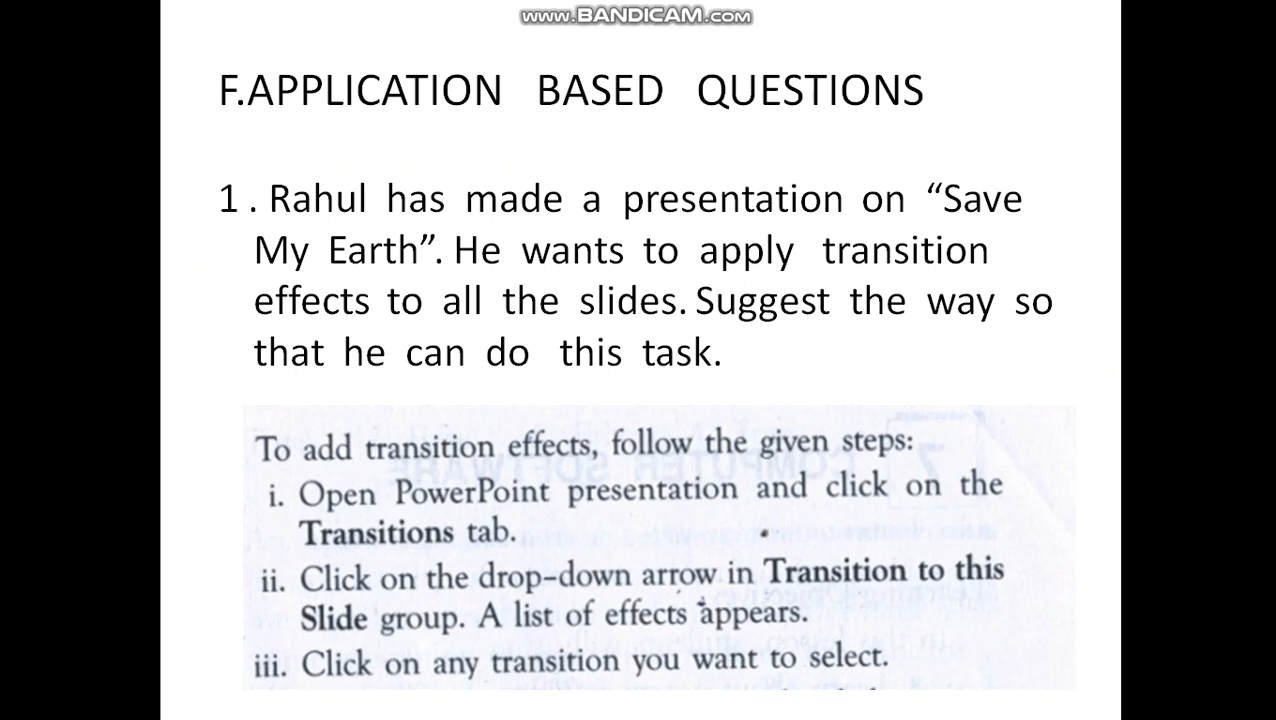 www.BANDICAM.com
F.APPLICATION BASED QUESTIONS
1 . Rahul has made a presentation on “Save
My Earth”. He wants to apply transition
effects to all the slides. Suggest the way so
that he can do this task.
To add transition effects, follow the given steps:
i. Open PowerPoint presentation and click on the
Transitions tab.
ii. Click on the drop-down arrow in Transition to this
Slide group. A list of effects appears.
iii. Click on any transition you want to select.